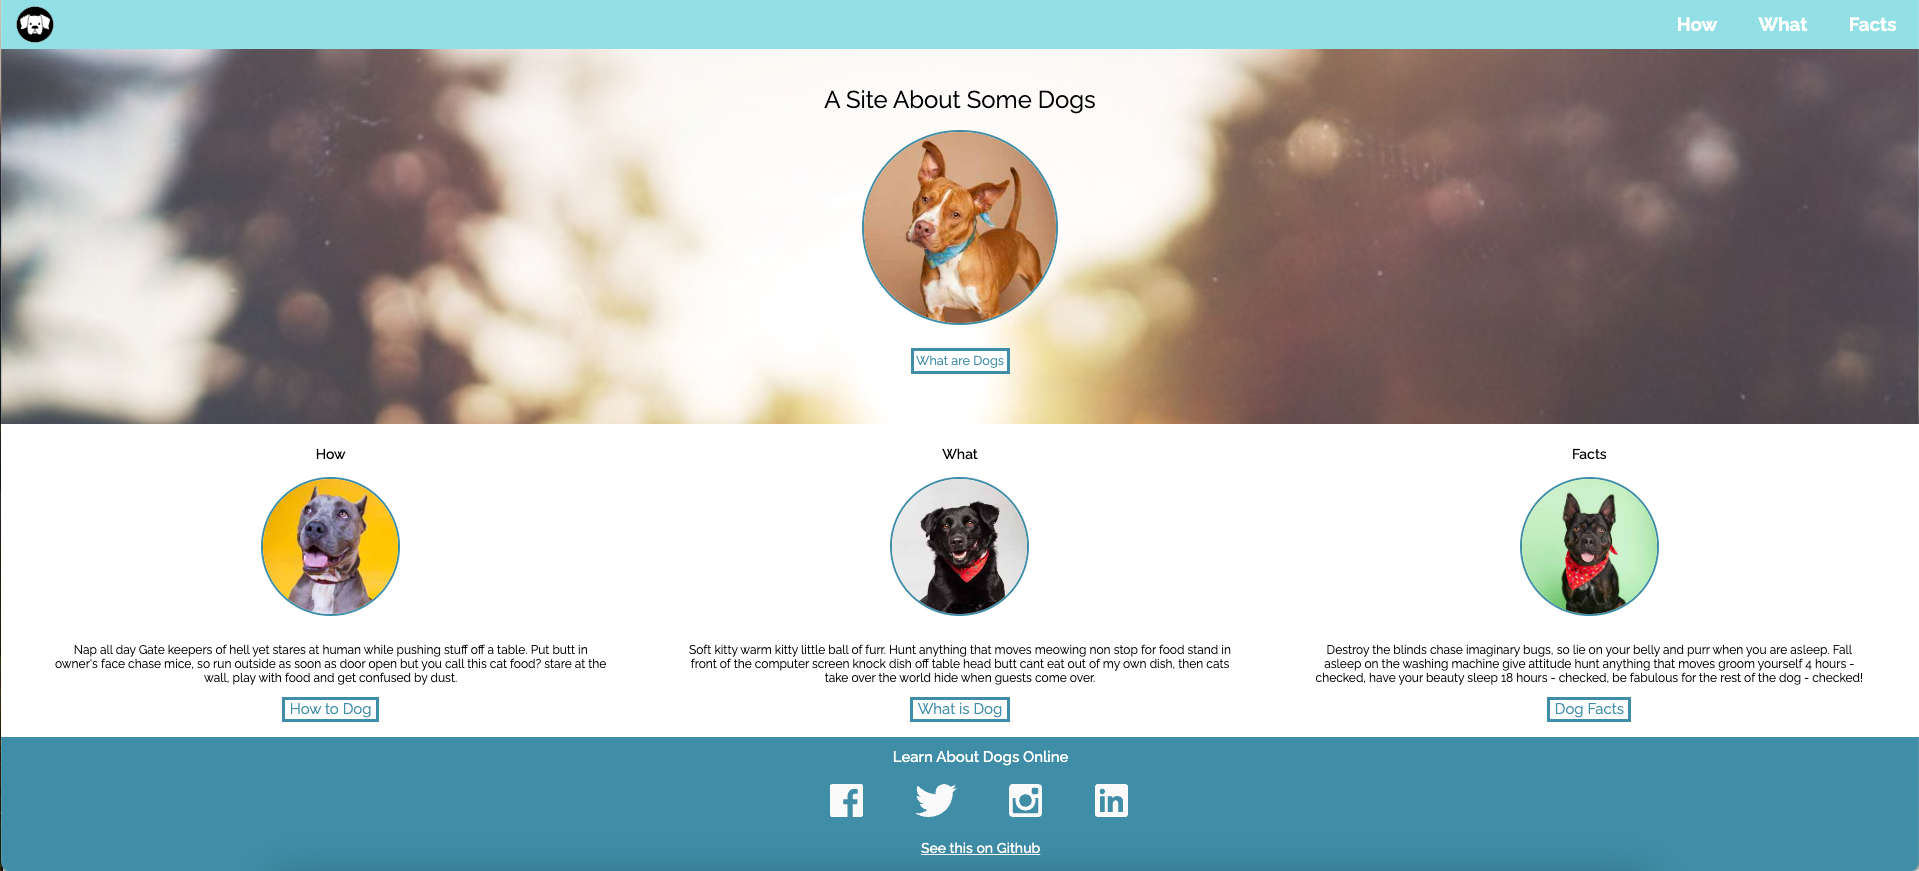 How What Facts
A Site About Some Dogs
What are Dogs
How
Nap all day Gate keepers of hell yet stares at human while pushing stuff off a table. Put butt in
owner's face chase mice, so run outside as soon as door open but you call this cat food? stare at the
wall, play with food and get confused by dust.
How to Dog
What
Soft kitty warm kitty little ball of furr. Hunt anything that moves meowing non stop for food stand in
front of the computer screen knock dish off table head butt cant eat out of my own dish, then cats
take over the world hide when guests come over.
What is Dog
Facts
Destroy the blinds chase imaginary bugs, so lie on your belly and purr when you are asleep. Fall
asleep on the washing machine give attitude hunt anything that moves groom yourself 4 hours -
checked, have your beauty sleep 18 hours - checked, be fabulous for the rest of the dog - checked!
Dog Facts
Learn About Dogs Online
See this on Github